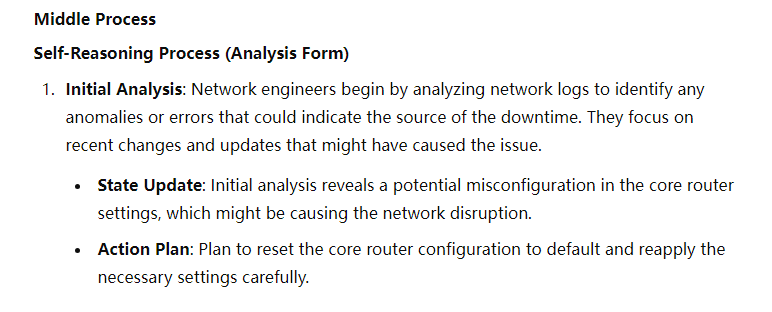 Middle Process
Self-Reasoning Process (Analysis Form)
1. Initial Analysis: Network engineers begin by analyzing network logs to identify any
anomalies or errors that could indicate the source of the downtime. They focus on
recent changes and updates that might have caused the issue.
• State Update: Initial analysis reveals a potential misconfiguration in the core router
settings, which might be causing the network disruption.
• Action Plan: Plan to reset the core router configuration to default and reapply the
necessary settings carefully.